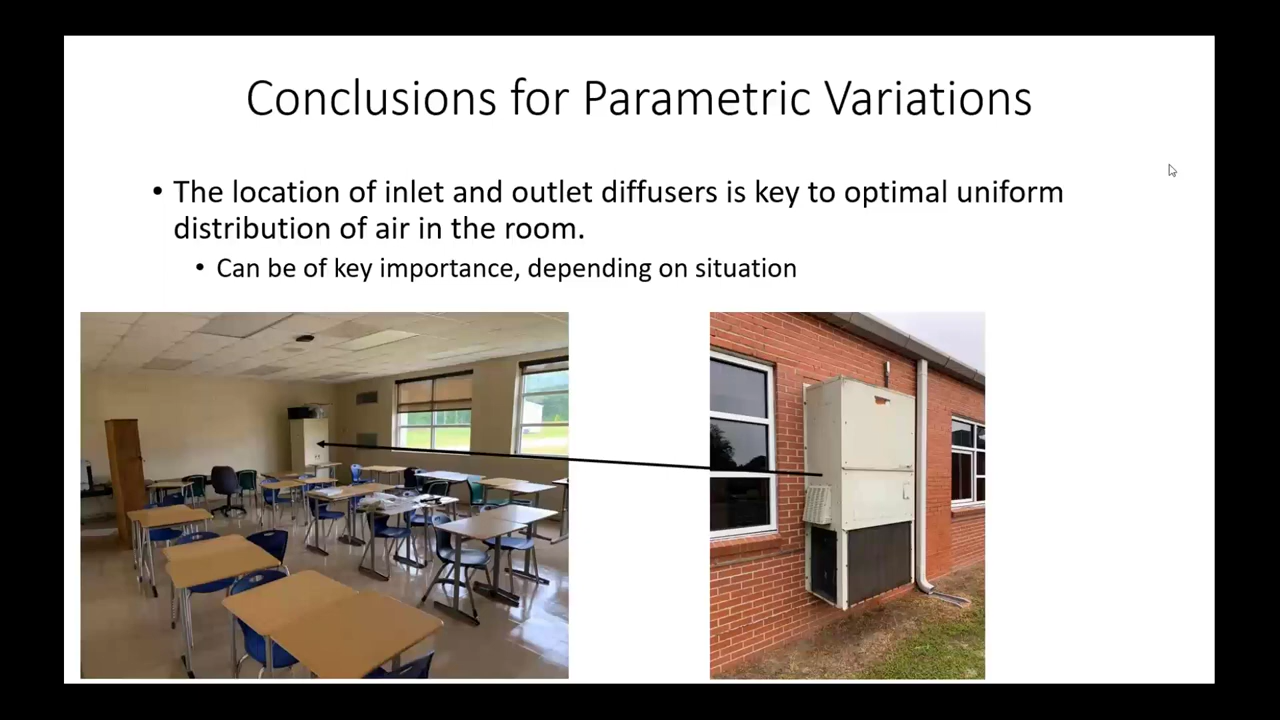 Conclusions for Parametric Variations
• The location of inlet and outlet diffusers is key to optimal uniform
distribution of air in the room.
• Can be of key importance, depending on situation